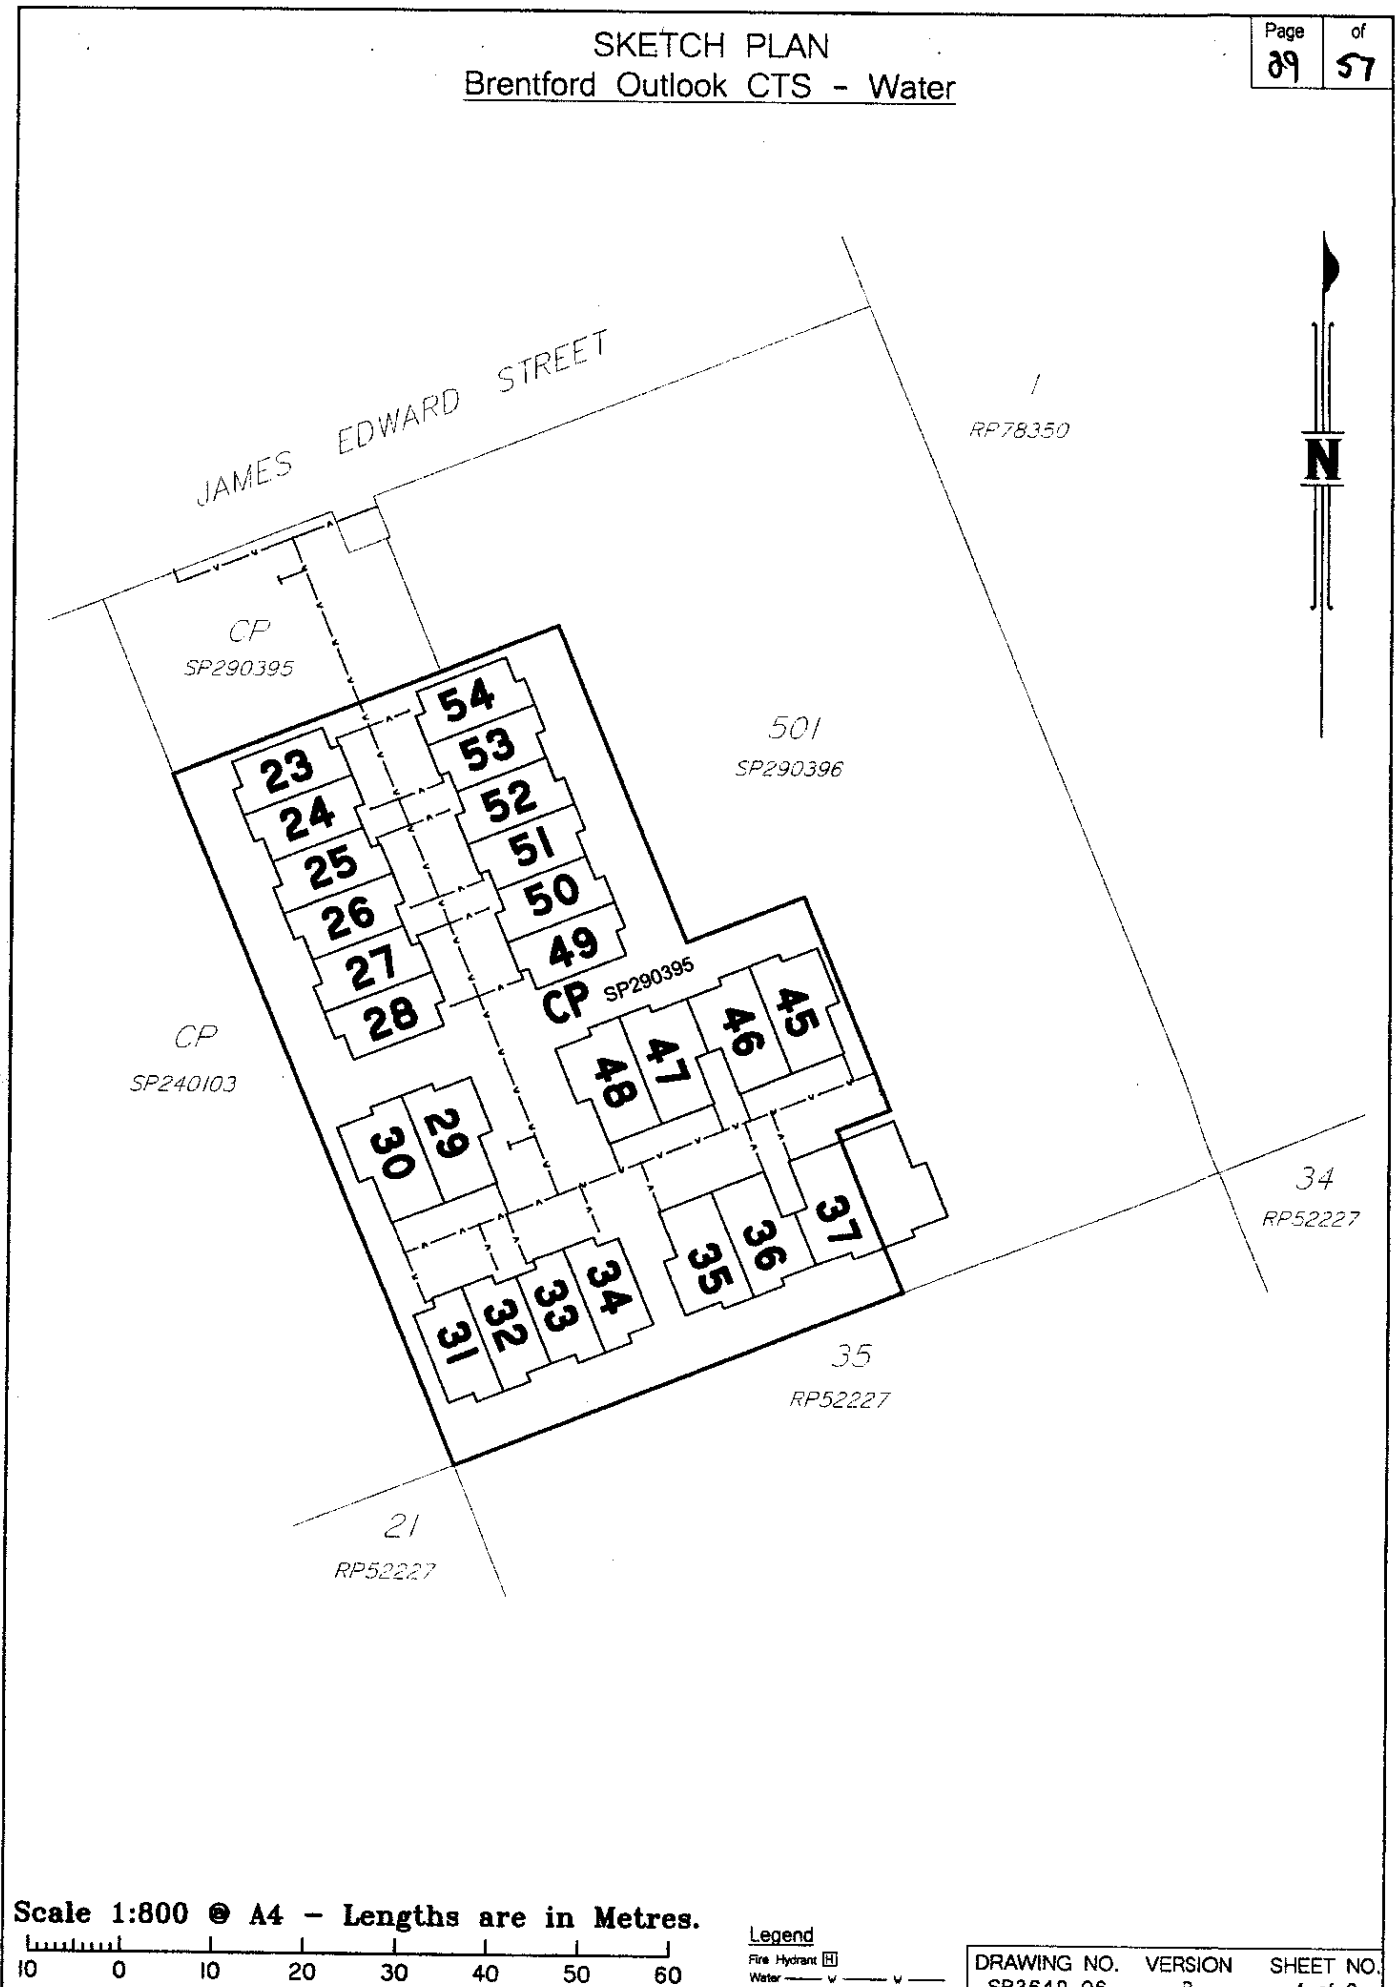 SKETCH PLAN
Brentford Outlook CTS - Water
Page of
29 57
JAMES EDWARD STREET
1
RP78350
N
CP
SP290395
501
SP290396
54
53
52
51
50
49
23
24
25
26
27
28
CP SP290395
CP
SP240103
45
46
47
48
29
30
31
32
33
34
35
36
37
34
RP52227
35
RP52227
21
RP52227
Scale 1:800 @ A4 - Lengths are in Metres.
10 0 10 20 30 40 50 60
Legend
Fire Hydrant H
Water v v
DRAWING NO. VERSION SHEET NO.